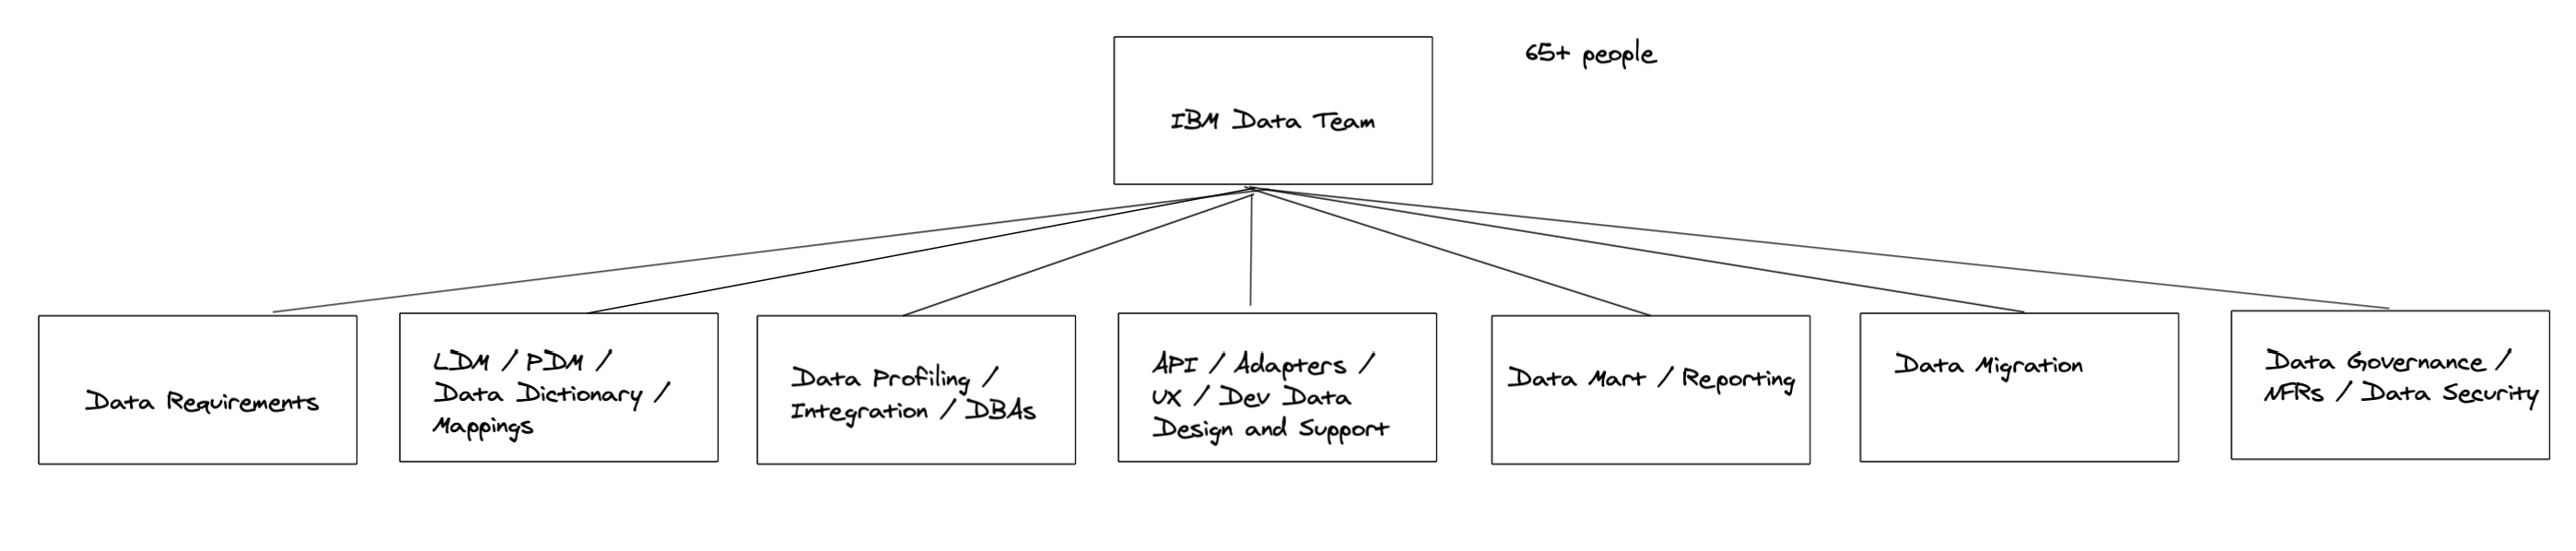 65+ people
IBM Data Team
Data Requirements
LDM / PDM /
Data Dictionary /
Mappings
Data Profiling /
Integration / DBAs
API / Adapters /
UX / Dev Data
Design and Support
Data Mart / Reporting
Data Migration
Data Governance /
NFRs / Data Security